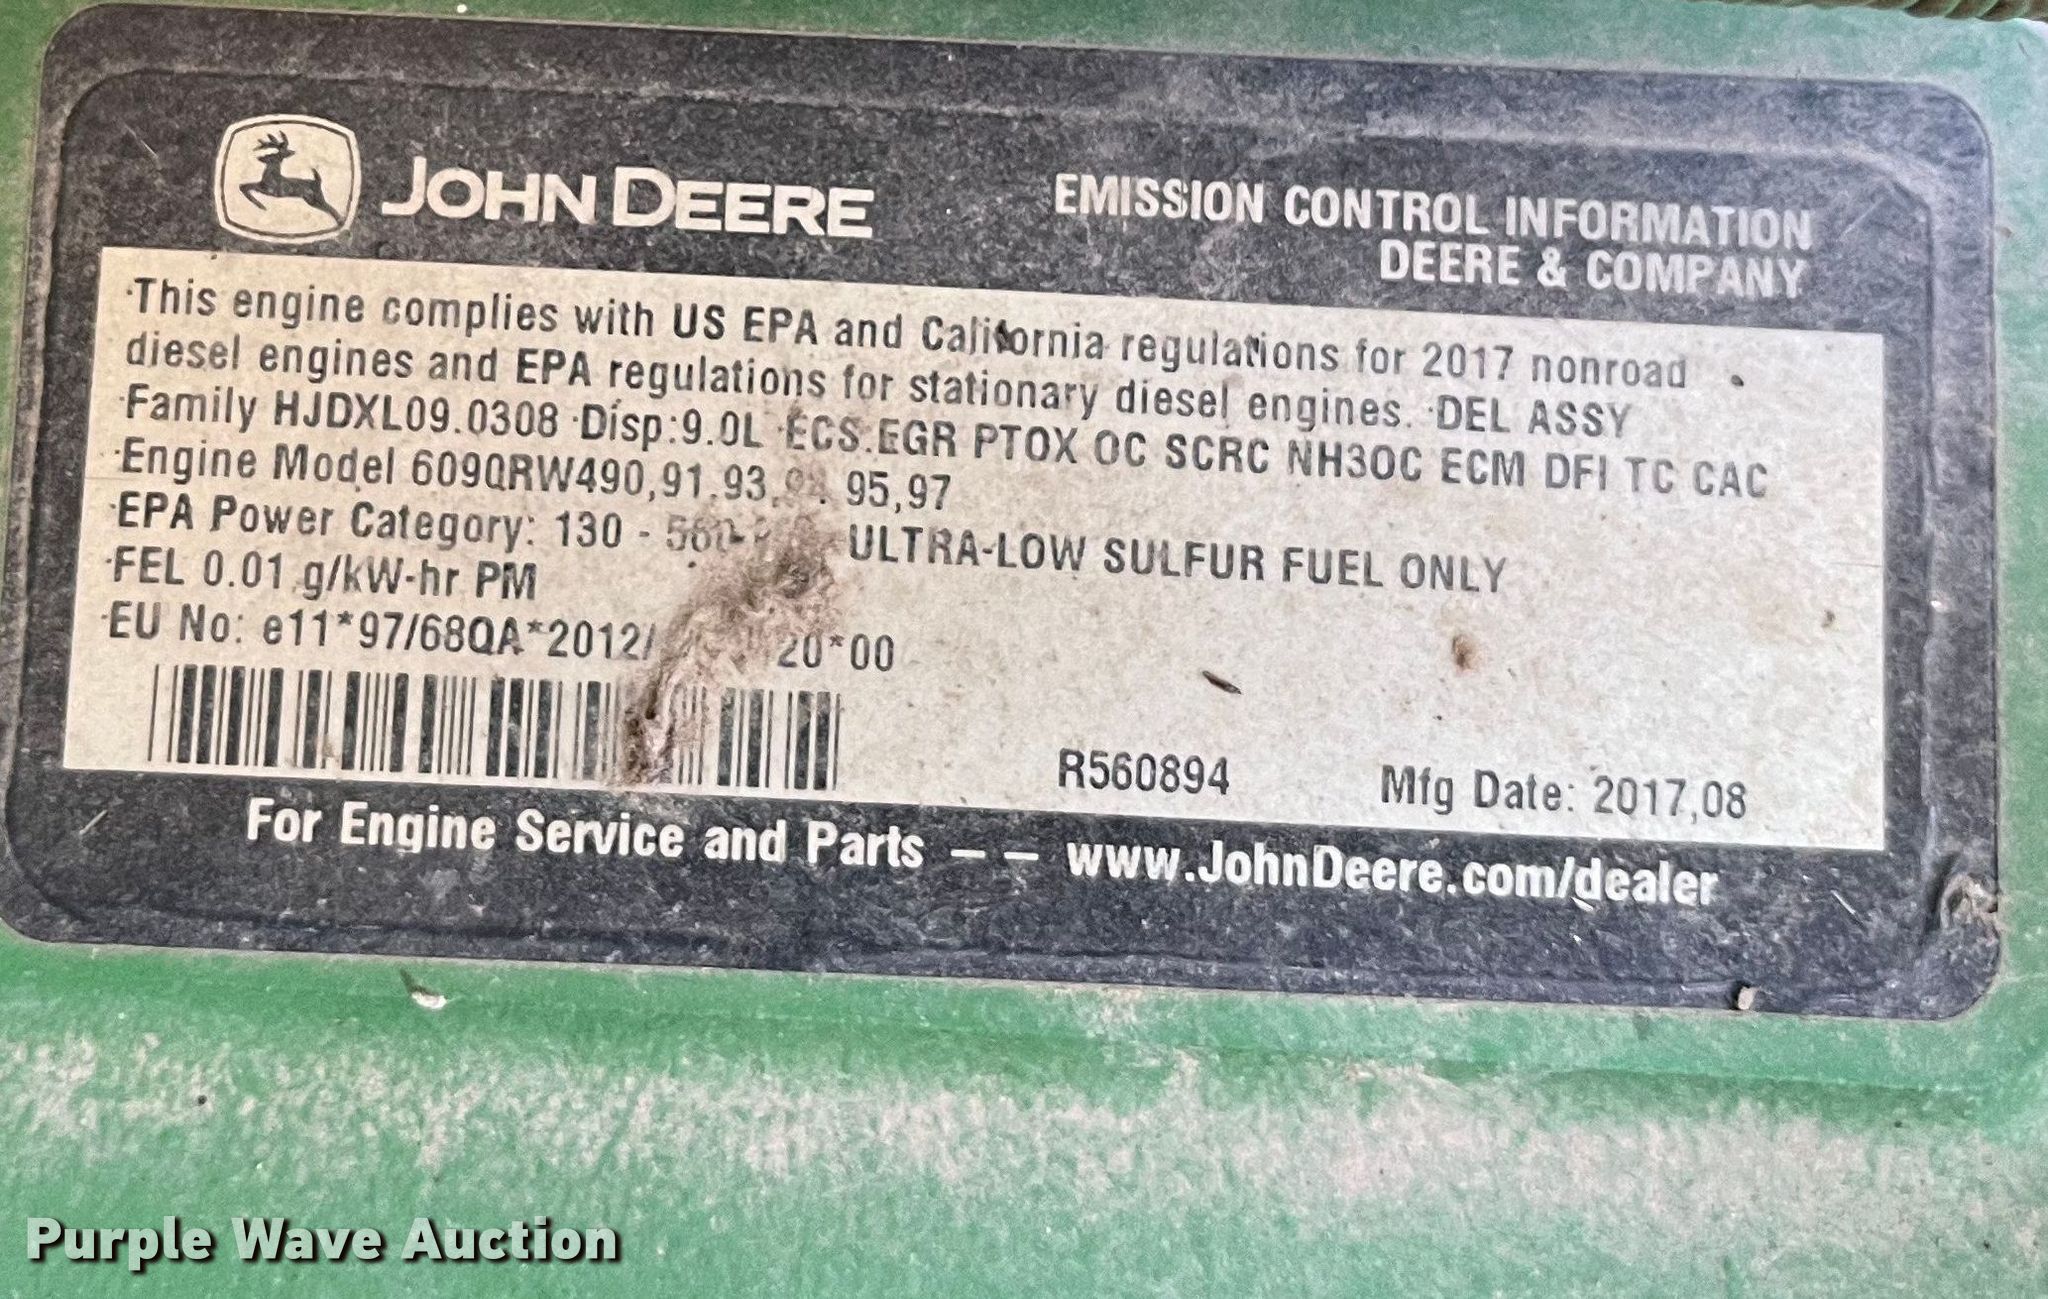 JOHN DEERE
EMISSION CONTROL INFORMATION
DEERE & COMPANY
This engine complies with US EPA and California regulations for 2017 nonroad
diesel engines and EPA regulations for stationary diesel engines. DEL ASSY
Family HJDXL09.0308 Disp:9.0L ECS:EGR PTOX OC SCRC NH3OC ECM DFI TC CAC
Engine Model 6090RW490,91,93, 95,97
EPA Power Category: 130 - ULTRA-LOW SULFUR FUEL ONLY
FEL 0.01 g/kW-hr PM
EU No: e11*97/68QA*2012/ 20*00
R560894 Mfg Date: 2017,08
For Engine Service and Parts – – www.JohnDeere.com/dealer
Purple Wave Auction